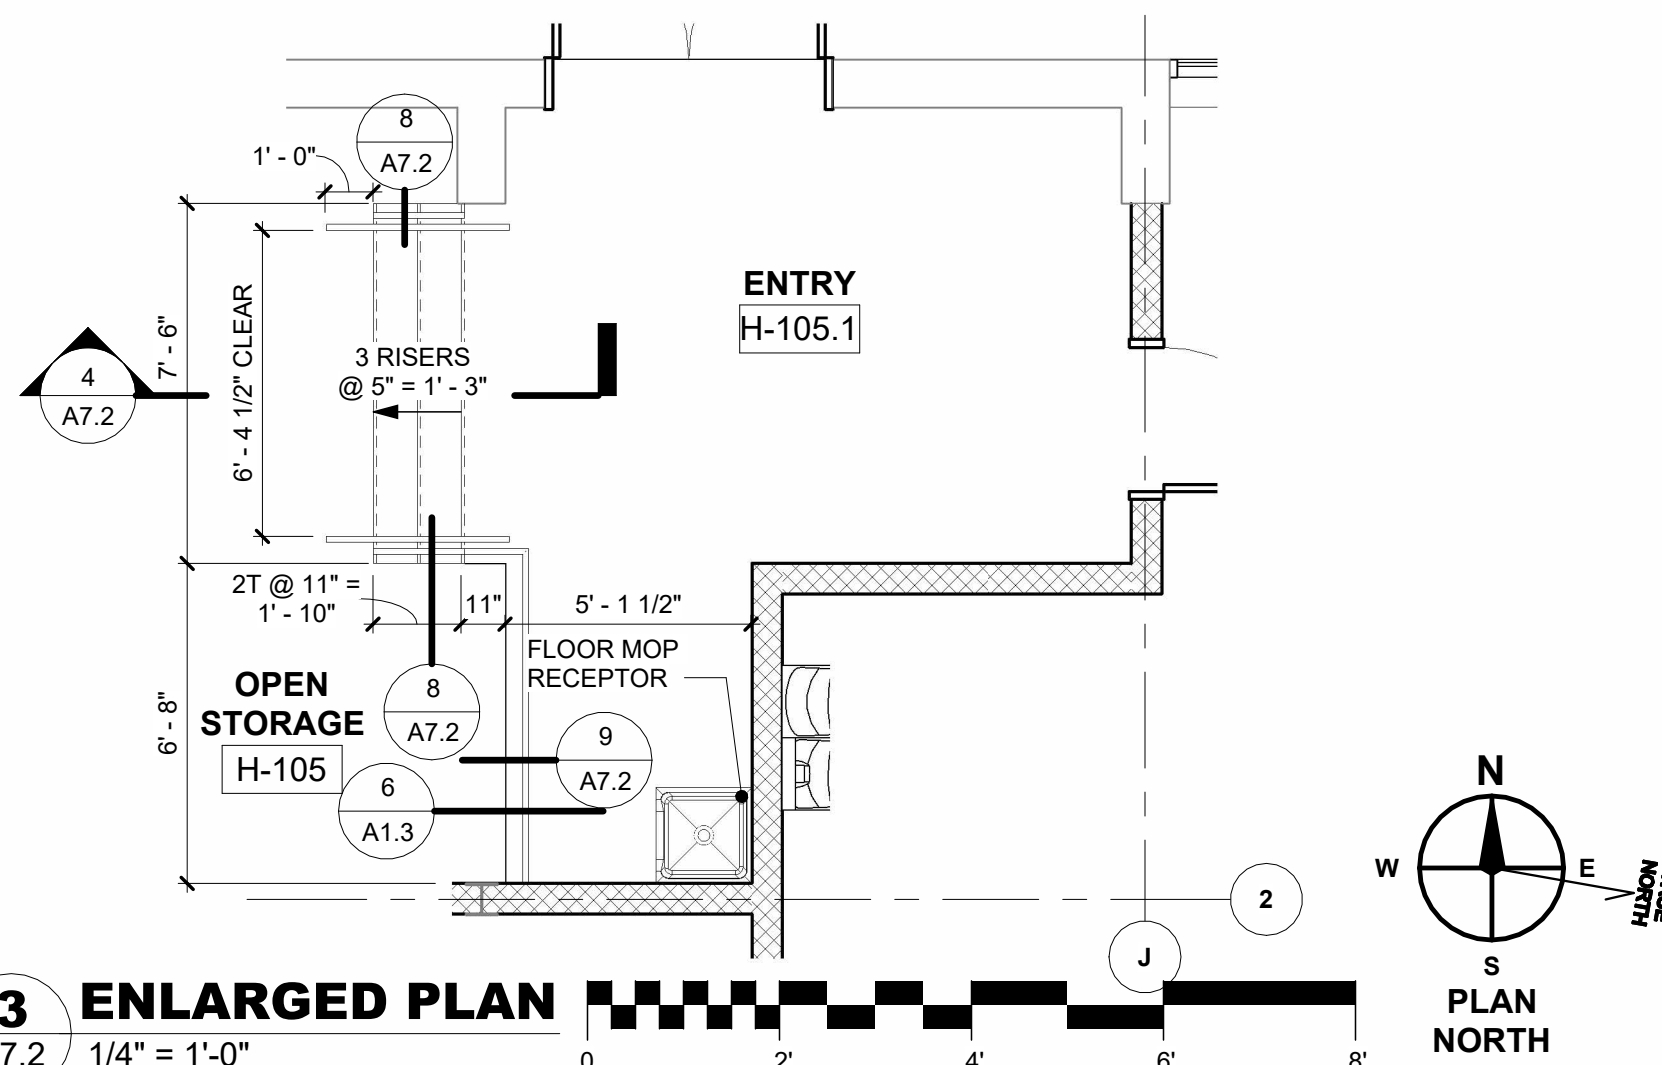 8
A7.2
1' - 0"
ENTRY
H-105.1
7' - 6"
6' - 4 1/2" CLEAR
3 RISERS
@ 5" = 1' - 3"
4
A7.2
2T @ 11" =
1' - 10"
11"
5' - 1 1/2"
FLOOR MOP
RECEPTOR
OPEN
STORAGE
H-105
6' - 8"
8
A7.2
9
A7.2
6
A1.3
2
J
N
W
E
S
NORTH
PLAN
NORTH
3
7.2
ENLARGED PLAN
1/4" = 1'-0"
0
2'
4'
6'
8'